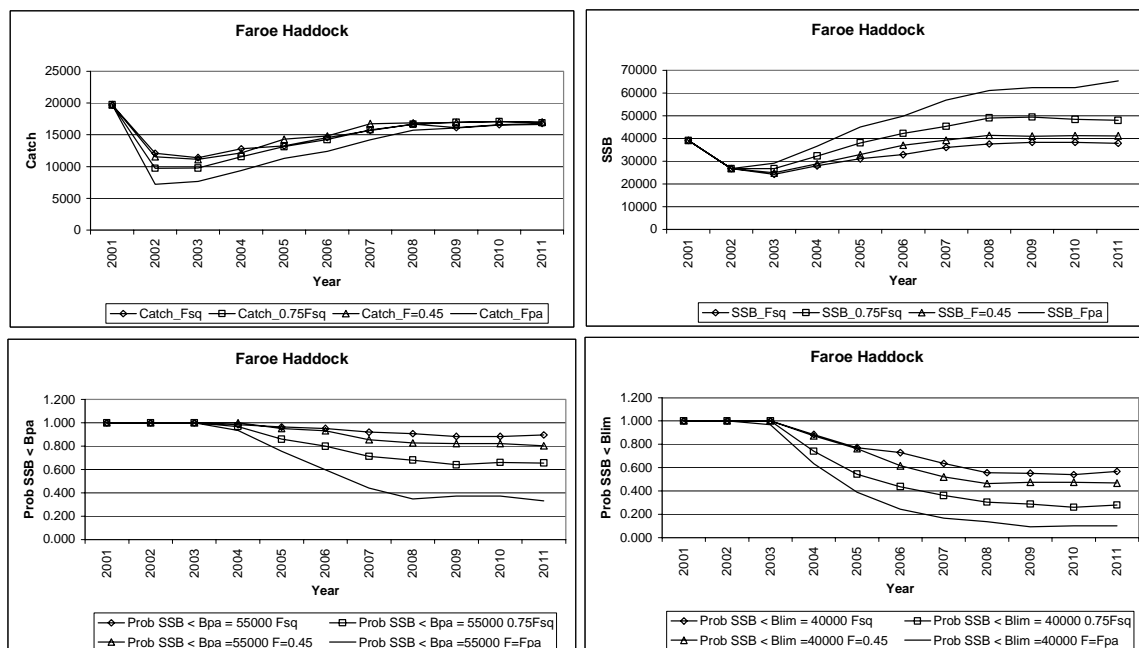 Faroe Haddock
Catch
25000
20000
15000
10000
5000
0
2001 2002 2003 2004 2005 2006 2007 2008 2009 2010 2011
Year
Catch_Fsq Catch_0.75Fsq Catch_F=0.45 Catch_Fpa
Faroe Haddock
SSB
70000
60000
50000
40000
30000
20000
10000
0
2001 2002 2003 2004 2005 2006 2007 2008 2009 2010 2011
Year
SSB_Fsq SSB_0.75Fsq SSB_F=0.45 SSB_Fpa
Faroe Haddock
Prob SSB < Bpa
1.200
1.000
0.800
0.600
0.400
0.200
0.000
2001 2002 2003 2004 2005 2006 2007 2008 2009 2010 2011
Year
Prob SSB < Bpa = 55000 Fsq Prob SSB < Bpa = 55000 0.75Fsq
Prob SSB < Bpa =55000 F=0.45 Prob SSB < Bpa =55000 F=Fpa
Faroe Haddock
Prob SSB < Blim
1.200
1.000
0.800
0.600
0.400
0.200
0.000
2001 2002 2003 2004 2005 2006 2007 2008 2009 2010 2011
Year
Prob SSB < Blim = 40000 Fsq Prob SSB < Blim = 40000 0.75Fsq
Prob SSB < Blim =40000 F=0.45 Prob SSB < Blim =40000 F=Fpa